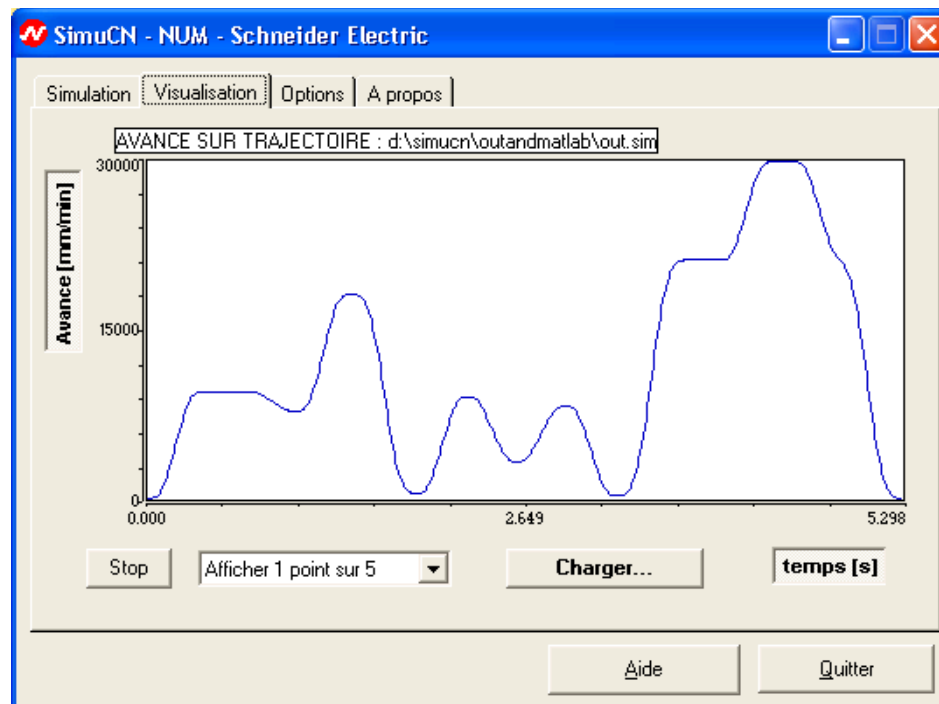 SimuCN - NUM - Schneider Electric
Simulation Visualisation Options A propos
AVANCE SUR TRAJECTOIRE : d:\simucn\outandmatlab\out.sim
30000
Avance [mm/min]
15000
0
0.000 2.649 5.298
Stop Afficher 1 point sur 5 Charger... temps [s]
Aide Quitter